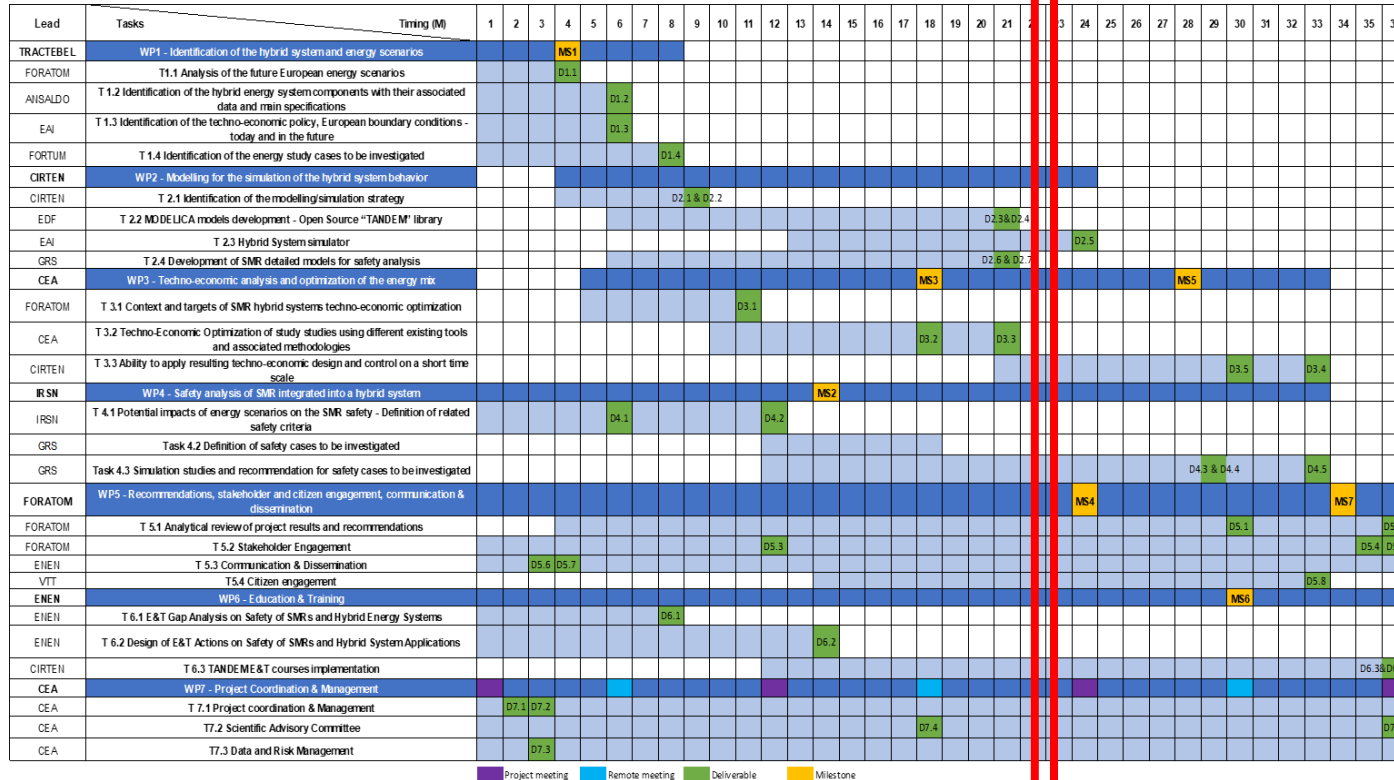 Lead Tasks Timing (M) 1 2 3 4 5 6 7 8 9 10 11 12 13 14 15 16 17 18 19 20 21 2 23 24 25 26 27 28 29 30 31 32 33 34 35 3
TRACTEBEL WP1 - Identification of the hybrid system and energy scenarios MS1
FORATOM T1.1 Analysis of the future European energy scenarios D1.1
ANSALDO T 1.2 Identification of the hybrid energy system components with their associated
data and main specifications D1.2
EAI T 1.3 Identification of the techno-economic policy, European boundary conditions -
today and in the future D1.3
FORTUM T 1.4 Identification of the energy study cases to be investigated D1.4
CIRTEN WP2 - Modelling for the simulation of the hybrid system behavior
CIRTEN T 2.1 Identification of the modelling/simulation strategy D2.1 & D2.2
EDF T 2.2 MODELICA models development - Open Source "TANDEM" library D2.3&D2.4
EAI T 2.3 Hybrid System simulator D2.5
GRS T 2.4 Development of SMR detailed models for safety analysis D2.6 & D2.7
CEA WP3 - Techno-economic analysis and optimization of the energy mix MS3 MS5
FORATOM T 3.1 Context and targets of SMR hybrid systems techno-economic optimization D3.1
CEA T 3.2 Techno-Economic Optimization of study studies using different existing tools
and associated methodologies D3.2 D3.3
CIRTEN T 3.3 Ability to apply resulting techno-economic design and control on a short time
scale D3.5 D3.4
IRSN WP4 - Safety analysis of SMR integrated into a hybrid system MS2
IRSN T 4.1 Potential impacts of energy scenarios on the SMR safety - Definition of related
safety criteria D4.1 D4.2
GRS Task 4.2 Definition of safety cases to be investigated
GRS Task 4.3 Simulation studies and recommendation for safety cases to be investigated D4.3 & D4.4 D4.5
FORATOM WP5 - Recommendations, stakeholder and citizen engagement, communication &
dissemination MS4 MS7
FORATOM T 5.1 Analytical review of project results and recommendations D5.1 D5
FORATOM T 5.2 Stakeholder Engagement D5.3 D5.4 D5
ENEN T 5.3 Communication & Dissemination D5.6 D5.7
VTT T5.4 Citizen engagement D5.8
ENEN WP6 - Education & Training MS6
ENEN T 6.1 E&T Gap Analysis on Safety of SMRs and Hybrid Energy Systems D6.1
ENEN T 6.2 Design of E&T Actions on Safety of SMRs and Hybrid System Applications D6.2
CIRTEN T 6.3 TANDEM E&T courses implementation D6.3&D6
CEA WP7 - Project Coordination & Management
CEA T 7.1 Project coordination & Management D7.1 D7.2
CEA T7.2 Scientific Advisory Committee D7.4 D7
CEA T7.3 Data and Risk Management D7.3
Project meeting Remote meeting Deliverable Milestone